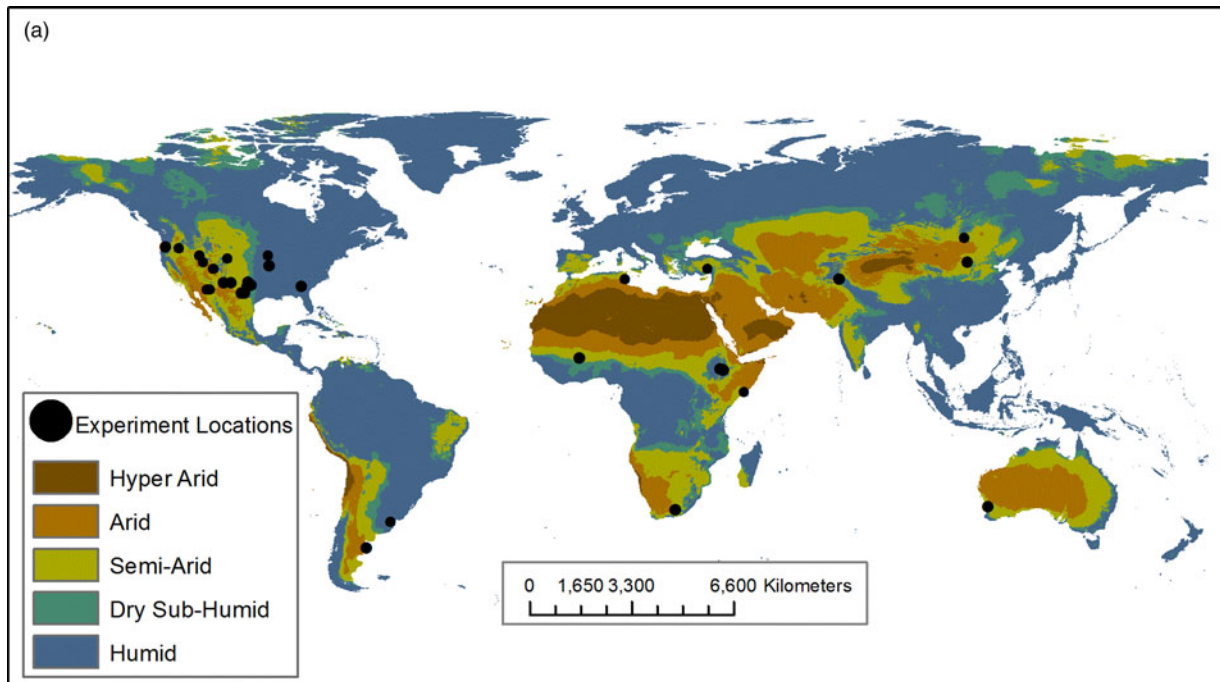 (a)
Experiment Locations
Hyper Arid
Arid
Semi-Arid
Dry Sub-Humid
Humid
0 1,650 3,300 6,600 Kilometers